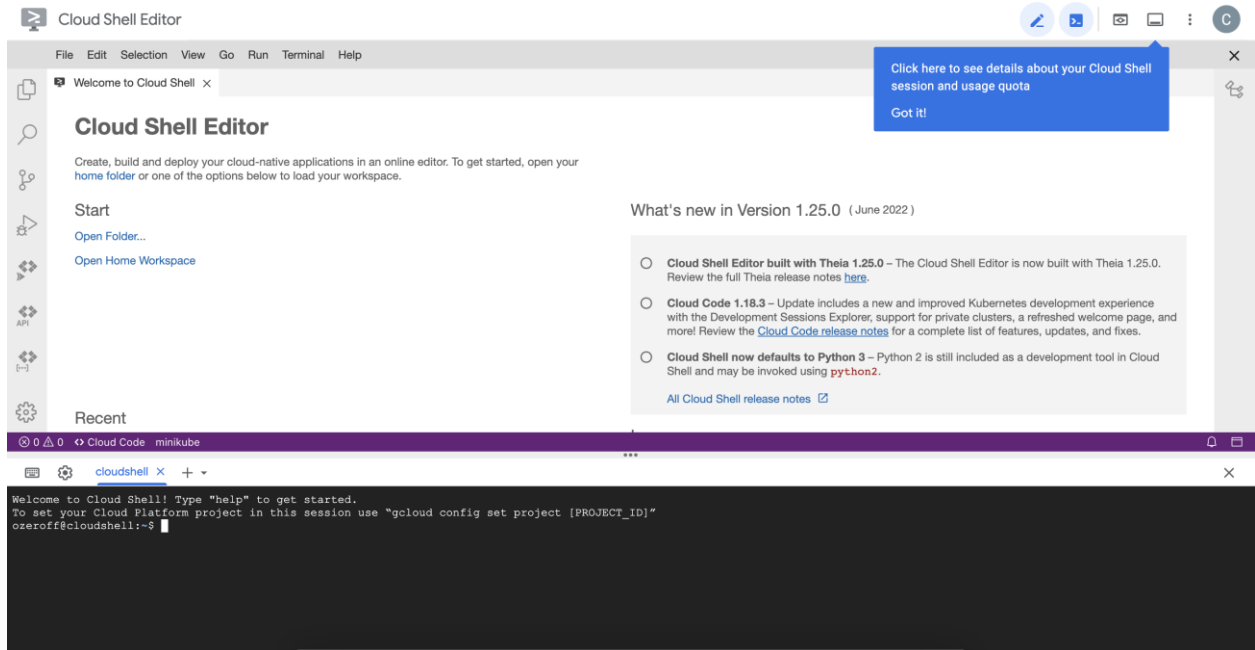 Cloud Shell Editor
C
File Edit Selection View Go Run Terminal Help
Click here to see details about your Cloud Shell
session and usage quota
Got it!
Welcome to Cloud Shell
Cloud Shell Editor
Create, build and deploy your cloud-native applications in an online editor. To get started, open your
home folder or one of the options below to load your workspace.
Start
Open Folder...
Open Home Workspace
Recent
What's new in Version 1.25.0 ( June 2022 )
Cloud Shell Editor built with Theia 1.25.0 – The Cloud Shell Editor is now built with Theia 1.25.0.
Review the full Theia release notes here.
Cloud Code 1.18.3 – Update includes a new and improved Kubernetes development experience
with the Development Sessions Explorer, support for private clusters, a refreshed welcome page, and
more! Review the Cloud Code release notes for a complete list of features, updates, and fixes.
Cloud Shell now defaults to Python 3 – Python 2 is still included as a development tool in Cloud
Shell and may be invoked using python2.
All Cloud Shell release notes
API
0 0 Cloud Code minikube
cloudshell
Welcome to Cloud Shell! Type "help" to get started.
To set your Cloud Platform project in this session use “gcloud config set project [PROJECT_ID]”
ozeroff@cloudshell:~$